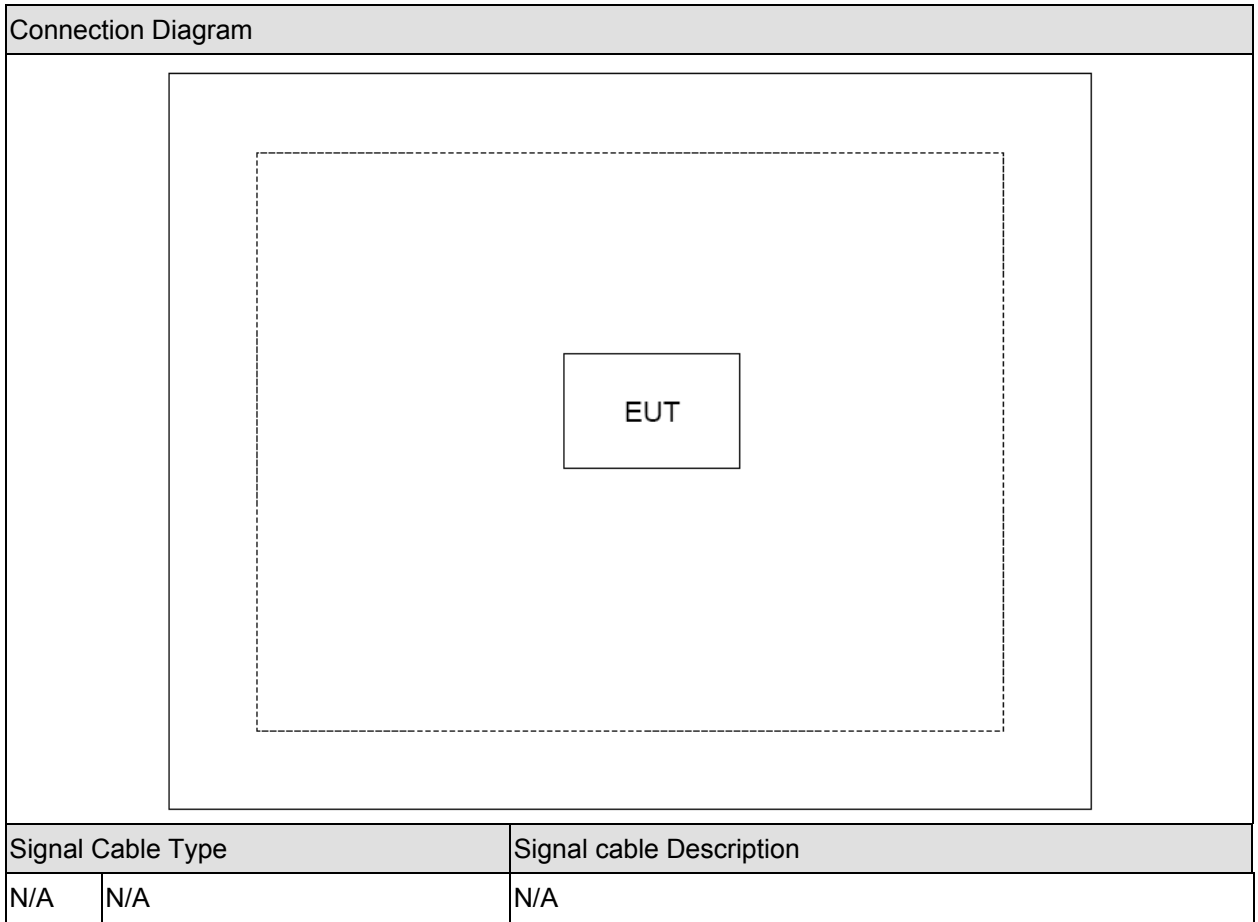 Connection Diagram
EUT
Signal Cable Type Signal cable Description
N/A N/A N/A